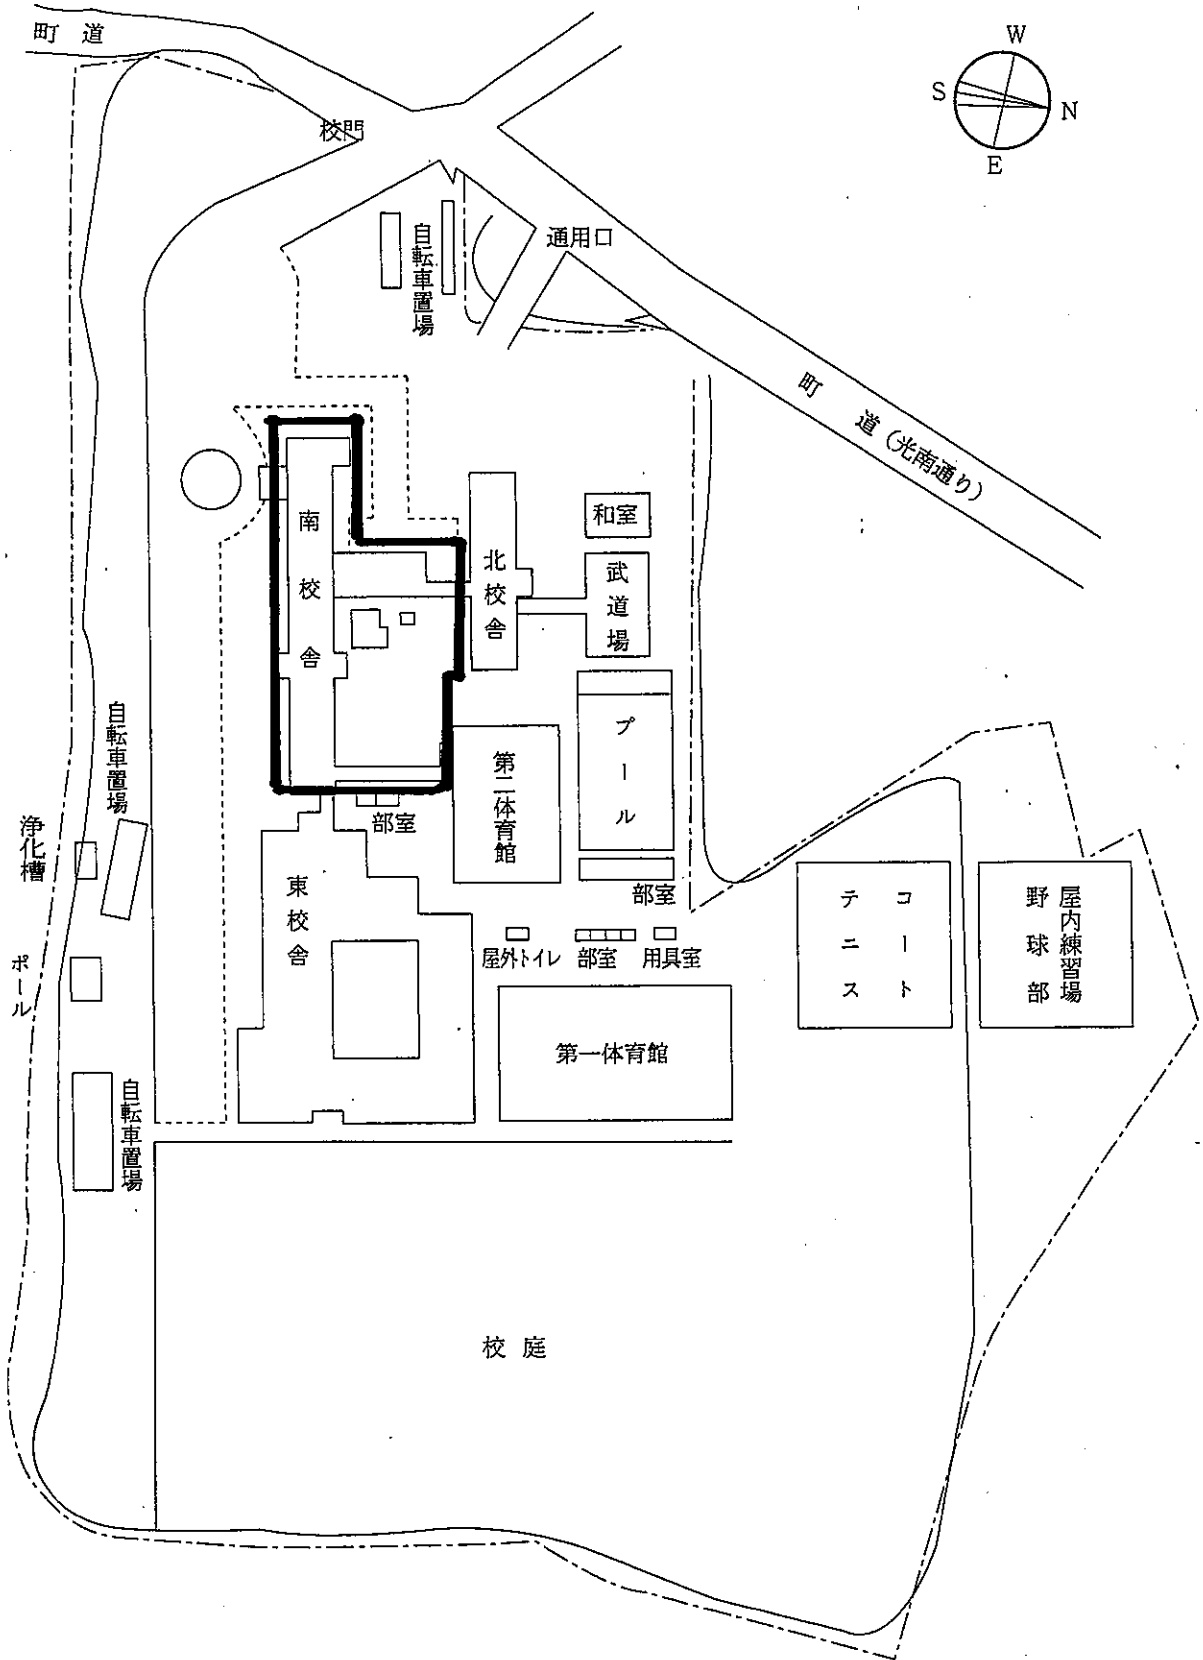 町道
W
S
N
E
校門
通用口
自転車置場
町道(光南通り)
南校舎
北校舎
和室
武道場
プール
自転車置場
第二体育館
部室
浄化槽
東校舎
部室
テニスコート
屋内練習場
野球部
屋外トイレ
部室
用具室
ポール
第一体育館
自転車置場
校庭